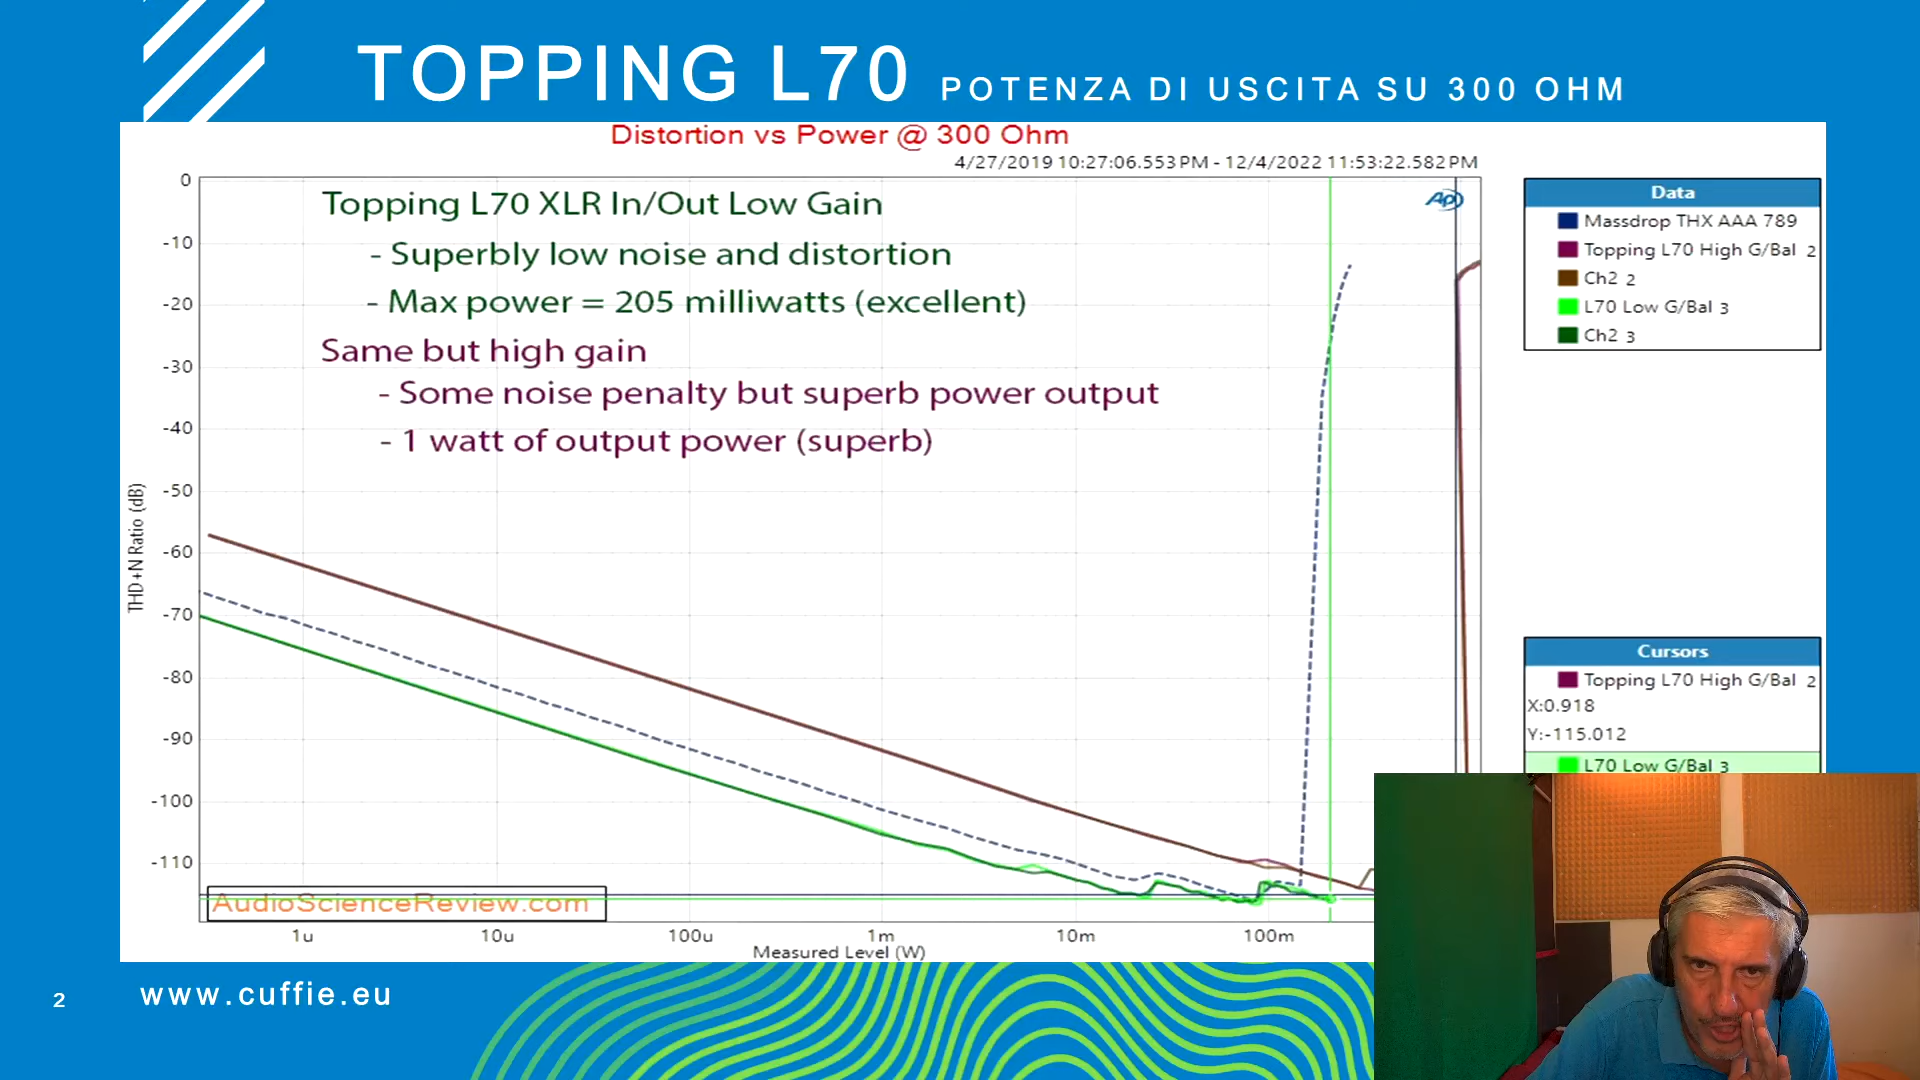 TOPPING L70 POTENZA DI USCITA SU 300 OHM
Distortion vs Power @ 300 Ohm
4/27/2019 10:27:06.553 PM - 12/4/2022 11:53:22.582 PM
Topping L70 XLR In/Out Low Gain
- Superbly low noise and distortion
- Max power = 205 milliwatts (excellent)
Same but high gain
- Some noise penalty but superb power output
- 1 watt of output power (superb)
AP
Data
Massdrop THX AAA 789
Topping L70 High G/Bal 2
Ch2 2
L70 Low G/Bal 3
Ch2 3
Cursors
Topping L70 High G/Bal 2
X:0.918
Y:-115.012
L70 Low G/Bal 3
THD+N Ratio (dB)
0
-10
-20
-30
-40
-50
-60
-70
-80
-90
-100
-110
AudioScienceReview.com
1u 10u 100u 1m 10m 100m
Measured Level (W)
2
www.cuffie.eu